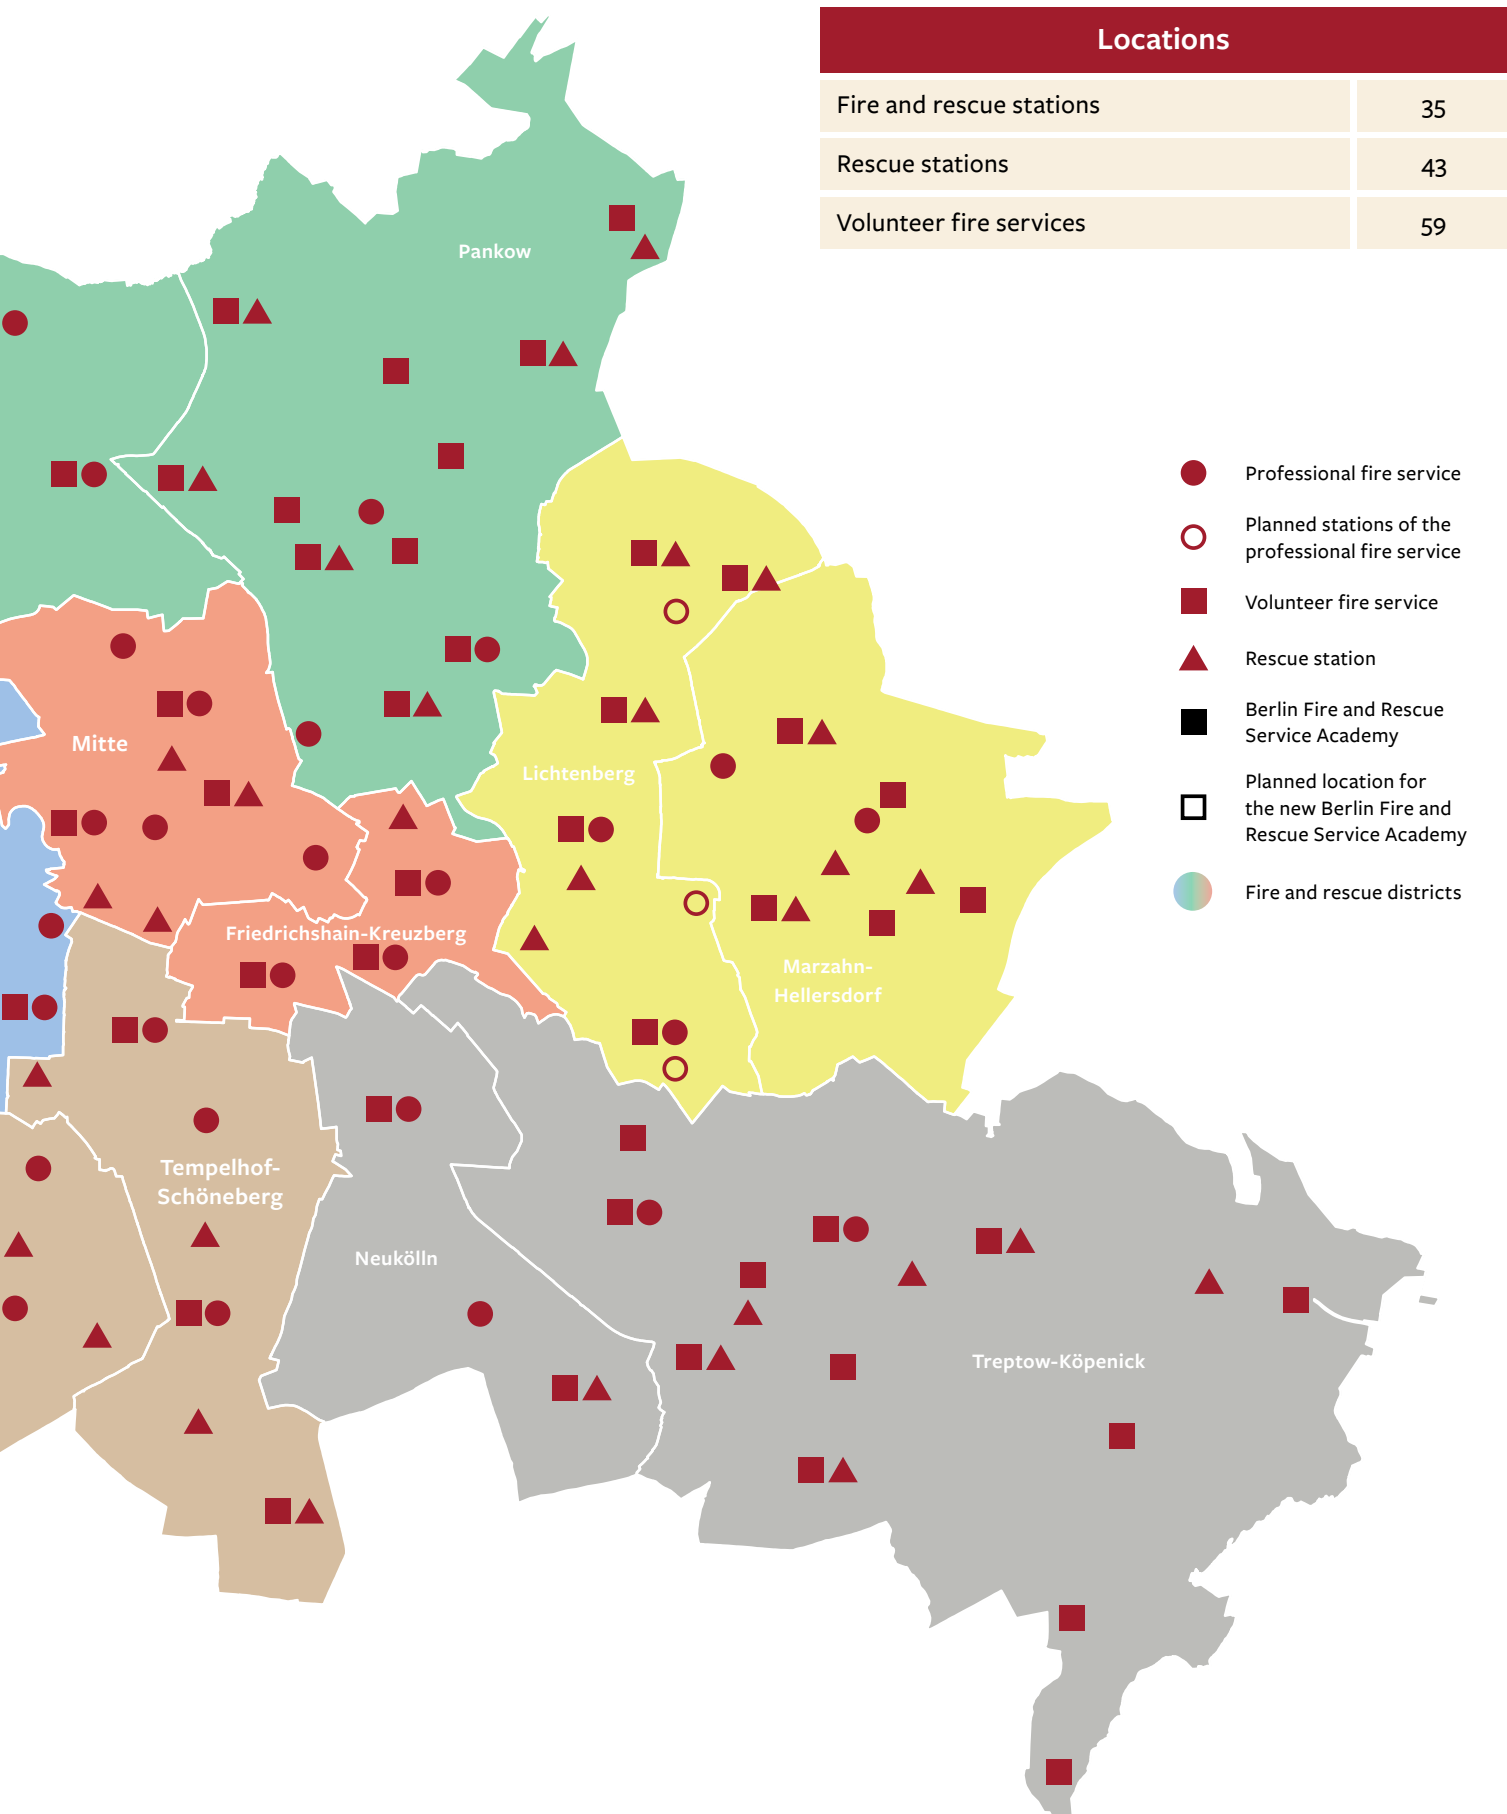 Locations
Fire and rescue stations 35
Rescue stations 43
Volunteer fire services 59
Pankow
Mitte
Lichtenberg
Friedrichshain-Kreuzberg
Marzahn-
Hellersdorf
Tempelhof-
Schöneberg
Neukölln
Treptow-Köpenick
Professional fire service
Planned stations of the
professional fire service
Volunteer fire service
Rescue station
Berlin Fire and Rescue
Service Academy
Planned location for
the new Berlin Fire and
Rescue Service Academy
Fire and rescue districts